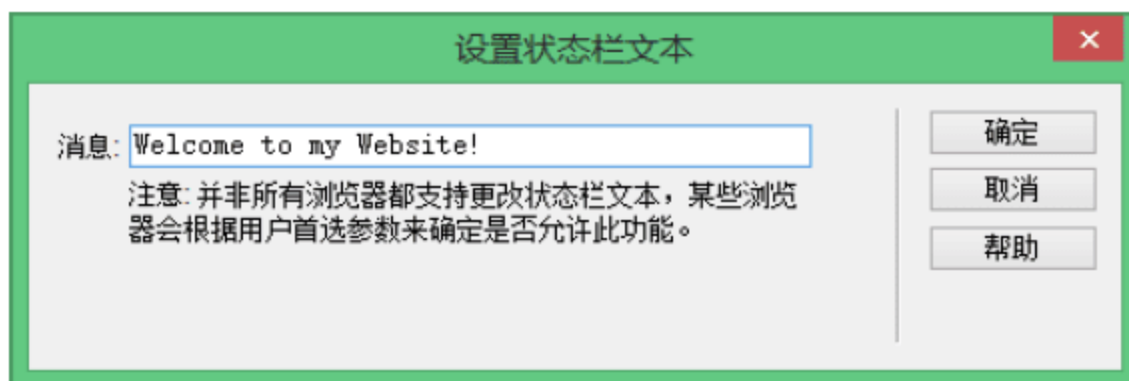 设置状态栏文本
×
消息: Welcome to my Website!
注意: 并非所有浏览器都支持更改状态栏文本，某些浏览
器会根据用户首选参数来确定是否允许此功能。
确定
取消
帮助